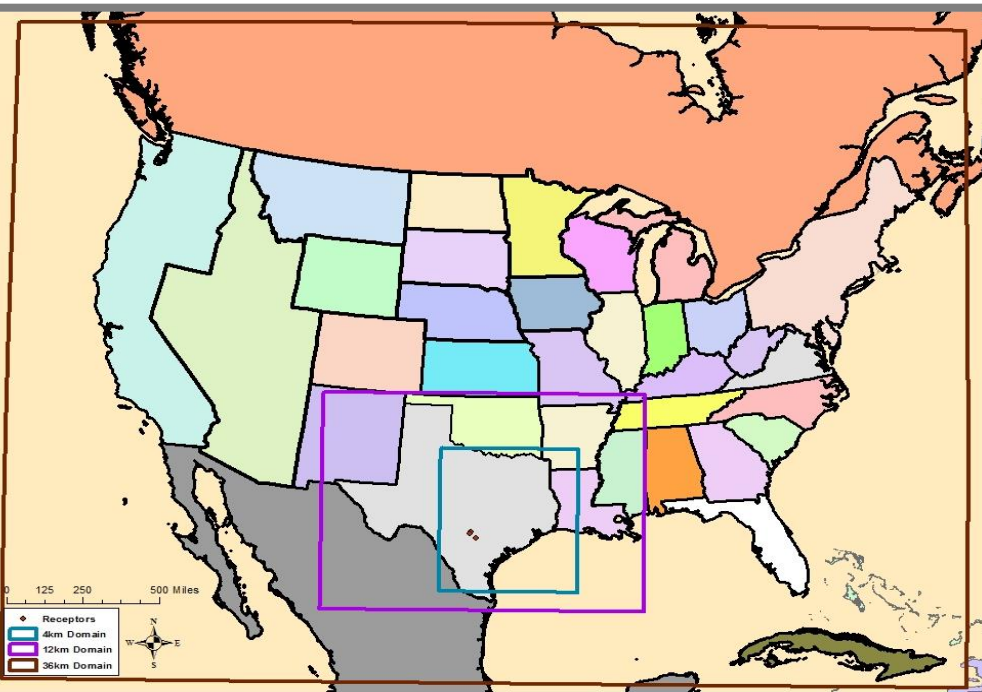 0 125 250 500 Miles
Receptors
4km Domain
12km Domain
36km Domain
N
W E
S